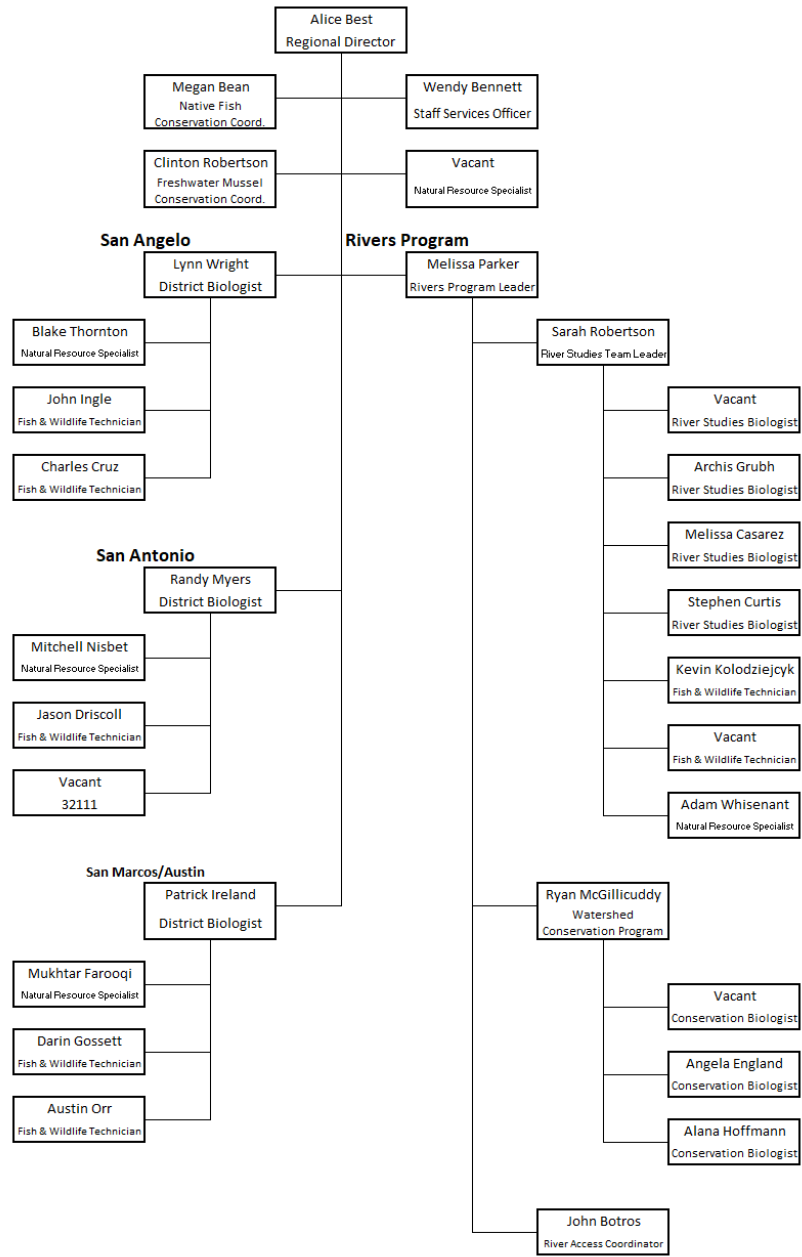 Alice Best
Regional Director
Megan Bean
Native Fish
Conservation Coord.
Wendy Bennett
Staff Services Officer
Clinton Robertson
Freshwater Mussel
Conservation Coord.
Vacant
Natural Resource Specialist
San Angelo
Lynn Wright
District Biologist
Blake Thornton
Natural Resource Specialist
John Ingle
Fish & Wildlife Technician
Charles Cruz
Fish & Wildlife Technician
San Antonio
Randy Myers
District Biologist
Mitchell Nisbet
Natural Resource Specialist
Jason Driscoll
Fish & Wildlife Technician
Vacant
32111
San Marcos/Austin
Patrick Ireland
District Biologist
Mukhtar Farooqi
Natural Resource Specialist
Darin Gossett
Fish & Wildlife Technician
Austin Orr
Fish & Wildlife Technician
Rivers Program
Melissa Parker
Rivers Program Leader
Sarah Robertson
River Studies Team Leader
Vacant
River Studies Biologist
Archis Grubh
River Studies Biologist
Melissa Casarez
River Studies Biologist
Stephen Curtis
River Studies Biologist
Kevin Kolodziejcyk
Fish & Wildlife Technician
Vacant
Fish & Wildlife Technician
Adam Whisenant
Natural Resource Specialist
Ryan McGillicuddy
Watershed
Conservation Program
Vacant
Conservation Biologist
Angela England
Conservation Biologist
Alana Hoffmann
Conservation Biologist
John Botros
River Access Coordinator